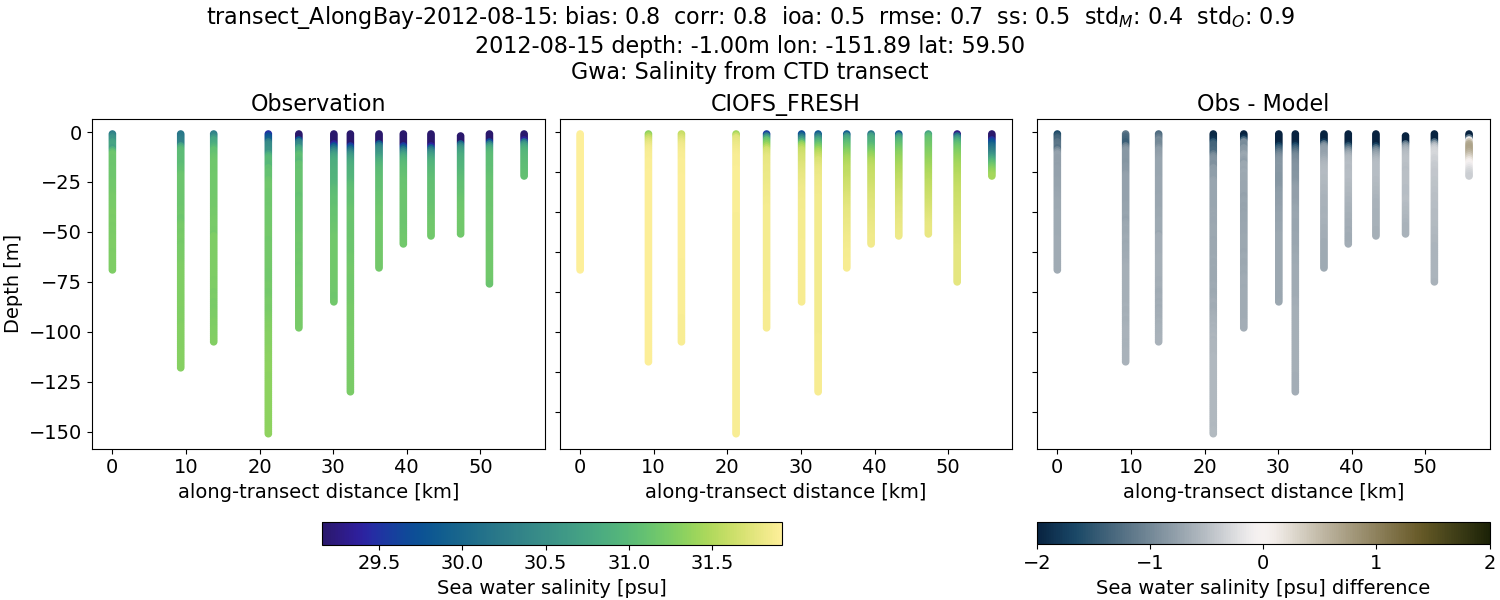 transect_AlongBay-2012-08-15: bias: 0.8 corr: 0.8 ioa: 0.5 rmse: 0.7 ss: 0.5 std_M: 0.4 std_O: 0.9
2012-08-15 depth: -1.00m lon: -151.89 lat: 59.50
Gwa: Salinity from CTD transect
Observation
CIOFS_FRESH
Obs - Model
Depth [m]
0
−25
−50
−75
−100
−125
−150
0 10 20 30 40 50
0 10 20 30 40 50
0 10 20 30 40 50
along-transect distance [km]
along-transect distance [km]
along-transect distance [km]
29.5 30.0 30.5 31.0 31.5
Sea water salinity [psu]
−2 −1 0 1 2
Sea water salinity [psu] difference